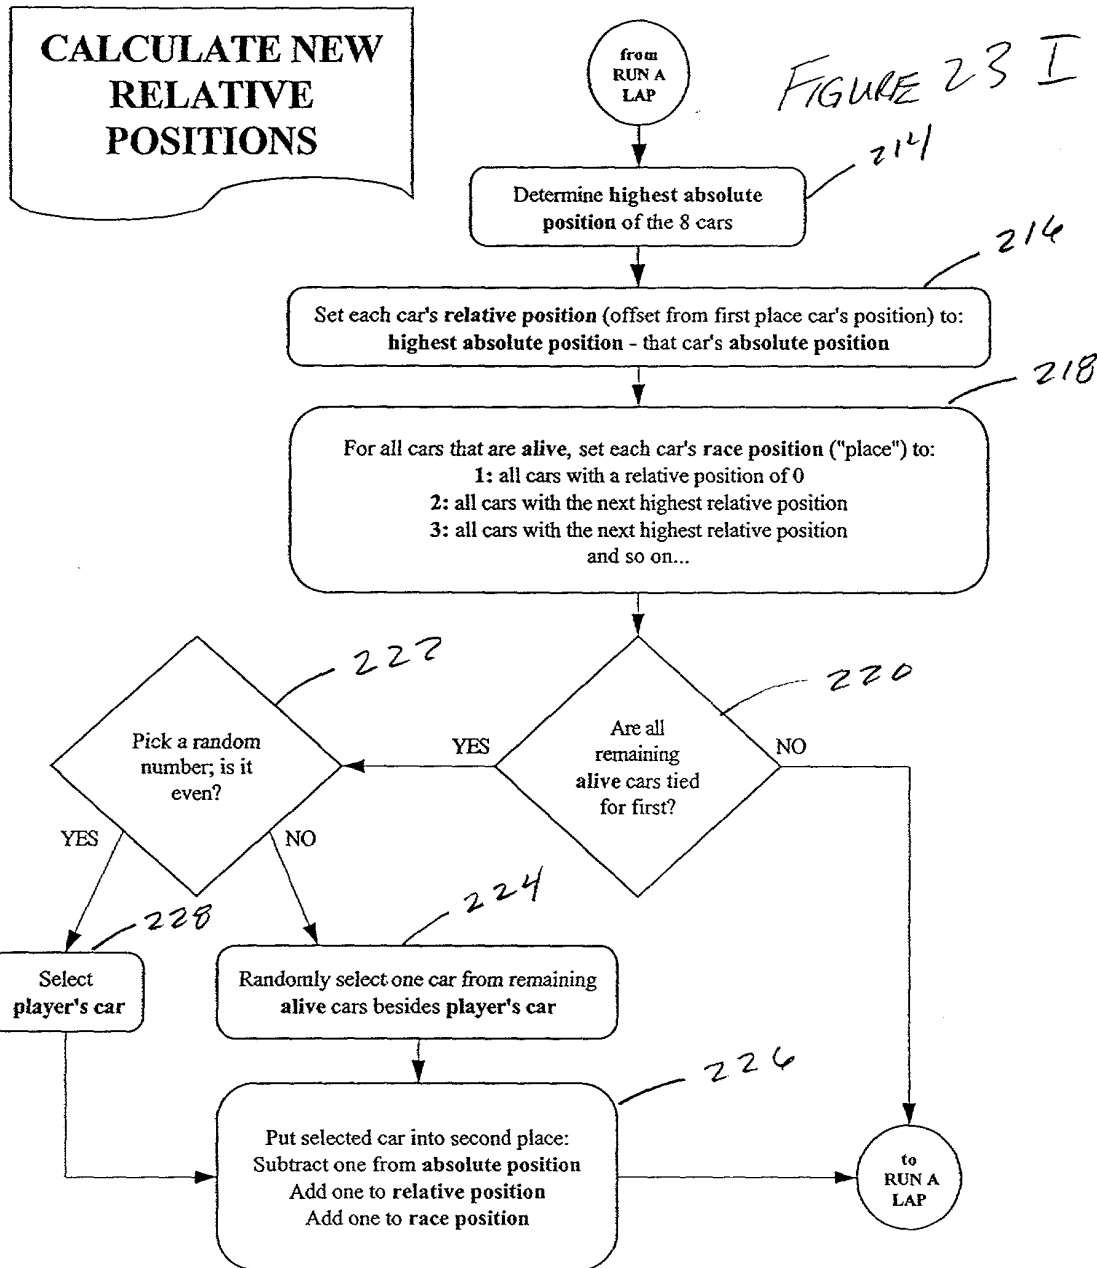 CALCULATE NEW
RELATIVE
POSITIONS
from
RUN A
LAP
FIGURE 23 I
214
Determine highest absolute
position of the 8 cars
216
Set each car's relative position (offset from first place car's position) to:
highest absolute position - that car's absolute position
218
For all cars that are alive, set each car's race position ("place") to:
1: all cars with a relative position of 0
2: all cars with the next highest relative position
3: all cars with the next highest relative position
and so on...
222
220
Pick a random
number; is it
even?
YES
Are all
remaining
alive cars tied
for first?
NO
YES
NO
228
224
Select
player's car
Randomly select one car from remaining
alive cars besides player's car
226
Put selected car into second place:
Subtract one from absolute position
Add one to relative position
Add one to race position
to
RUN A
LAP